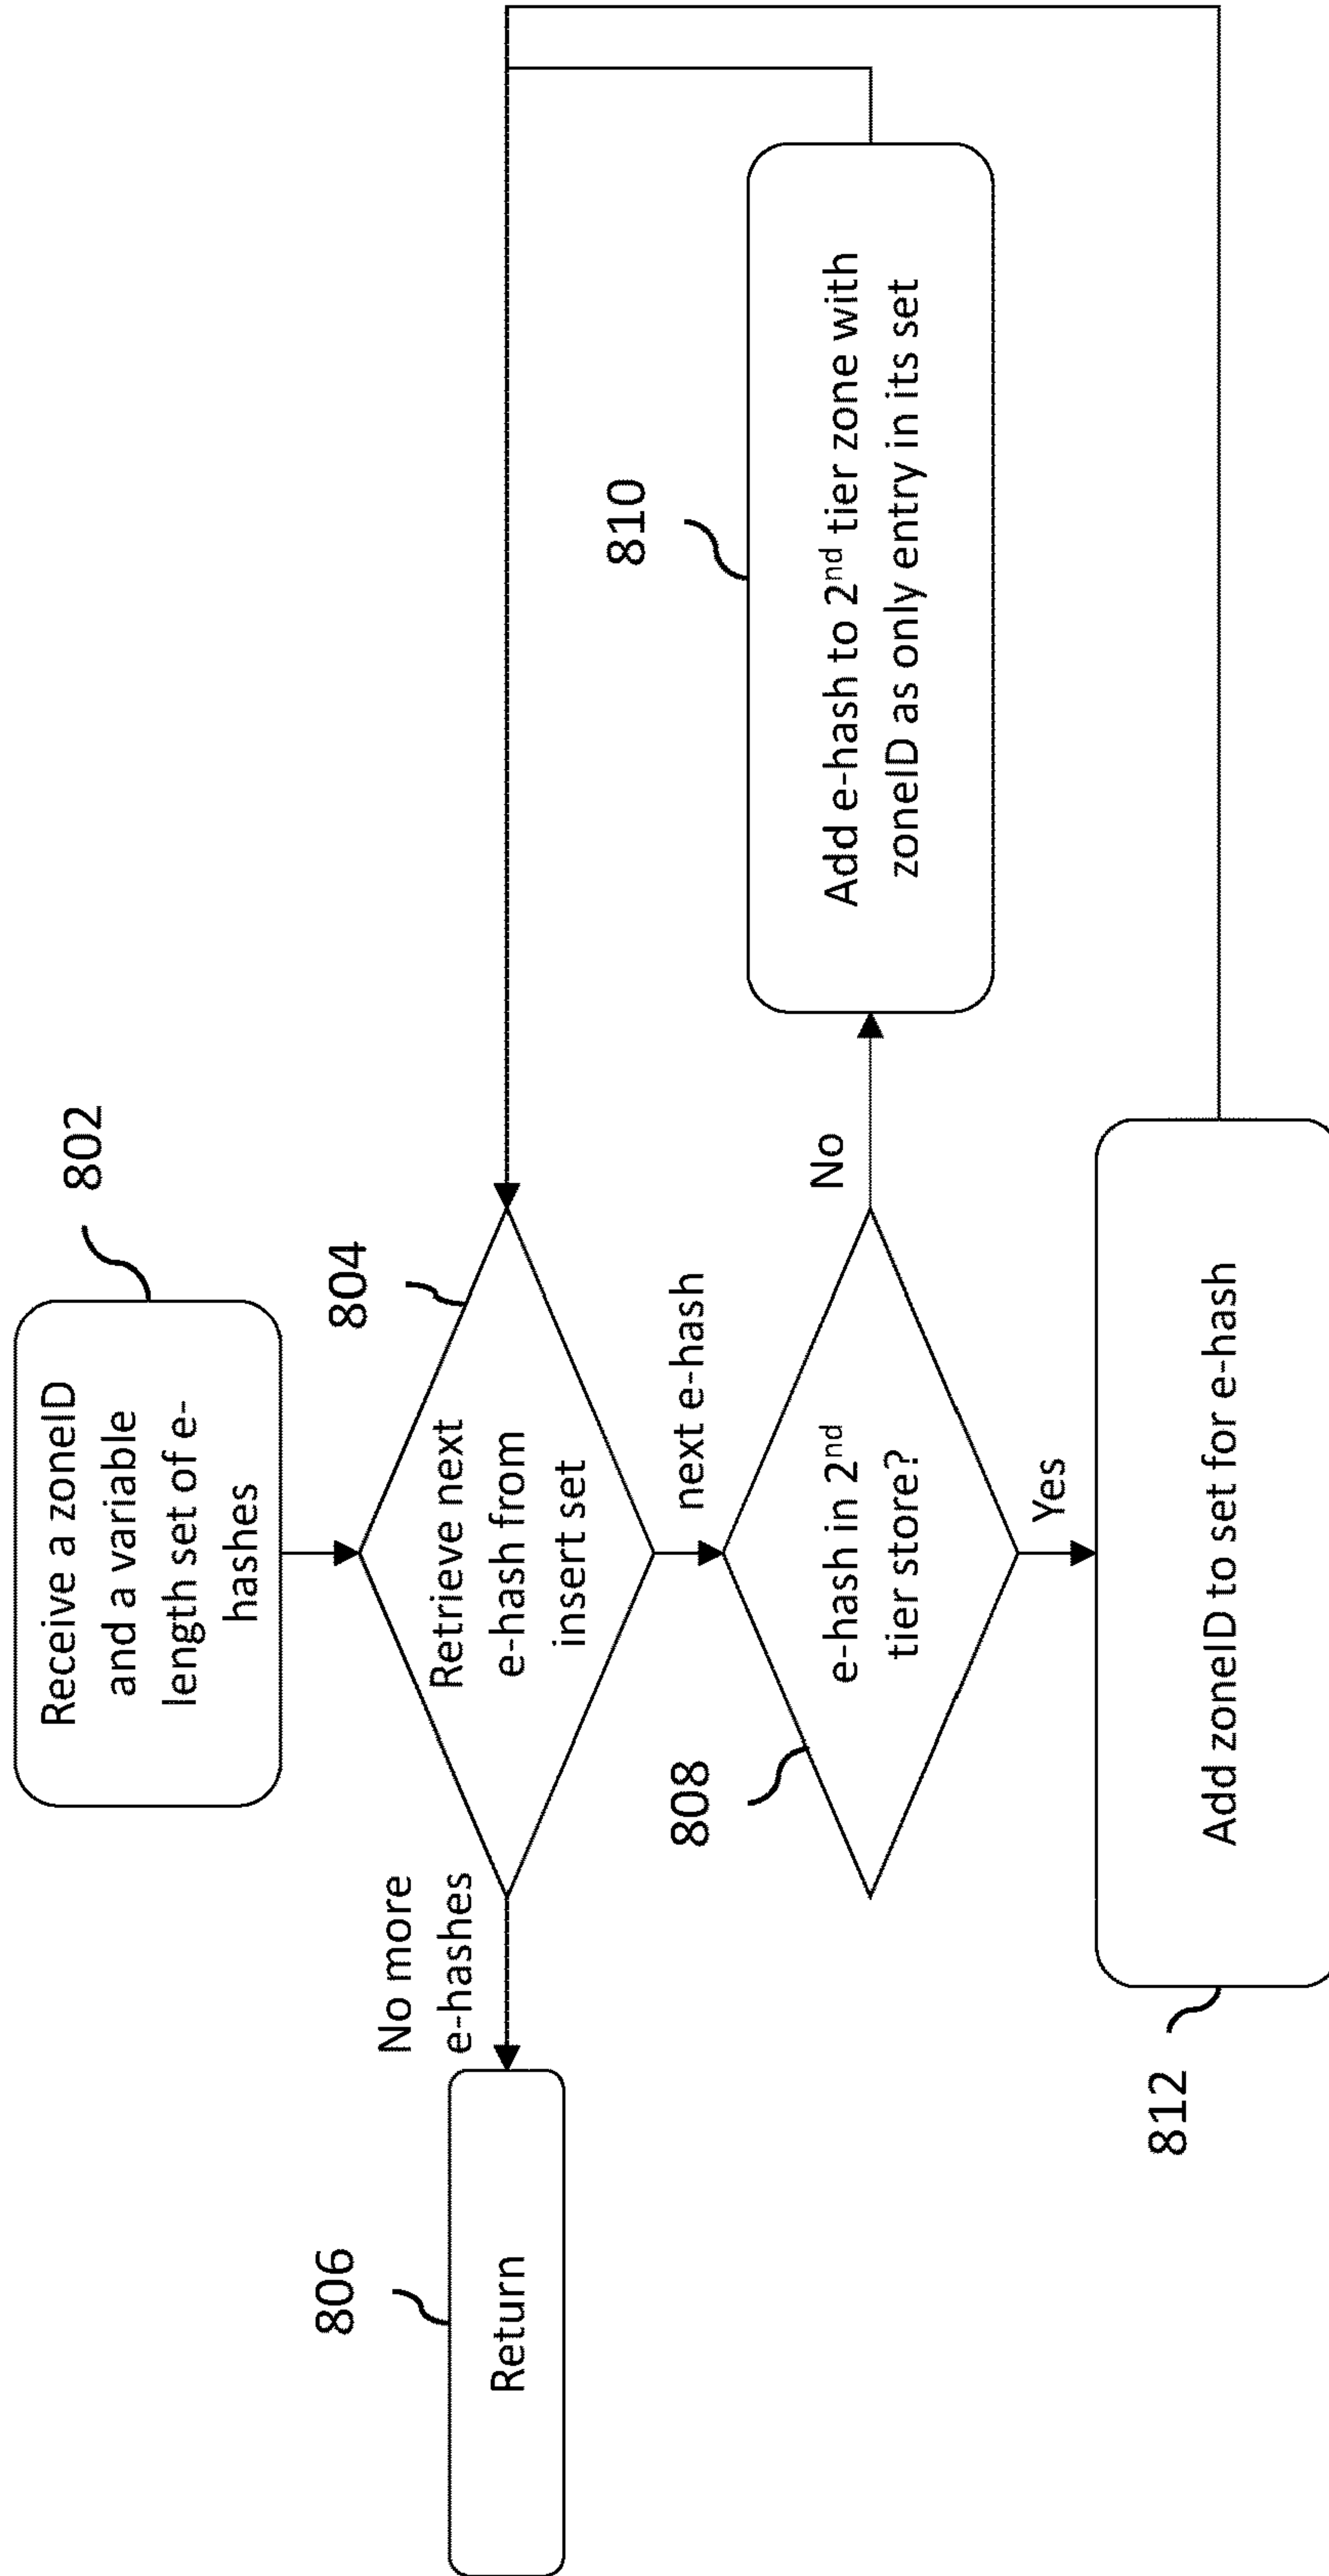 802
Receive a zoneID
and a variable
length set of e-
hashes
804
Retrieve next
e-hash from
insert set
No more
e-hashes
806
Return
next e-hash
808
e-hash in 2nd
tier store?
No
810
Add e-hash to 2nd tier zone with
zoneID as only entry in its set
Yes
812
Add zoneID to set for e-hash